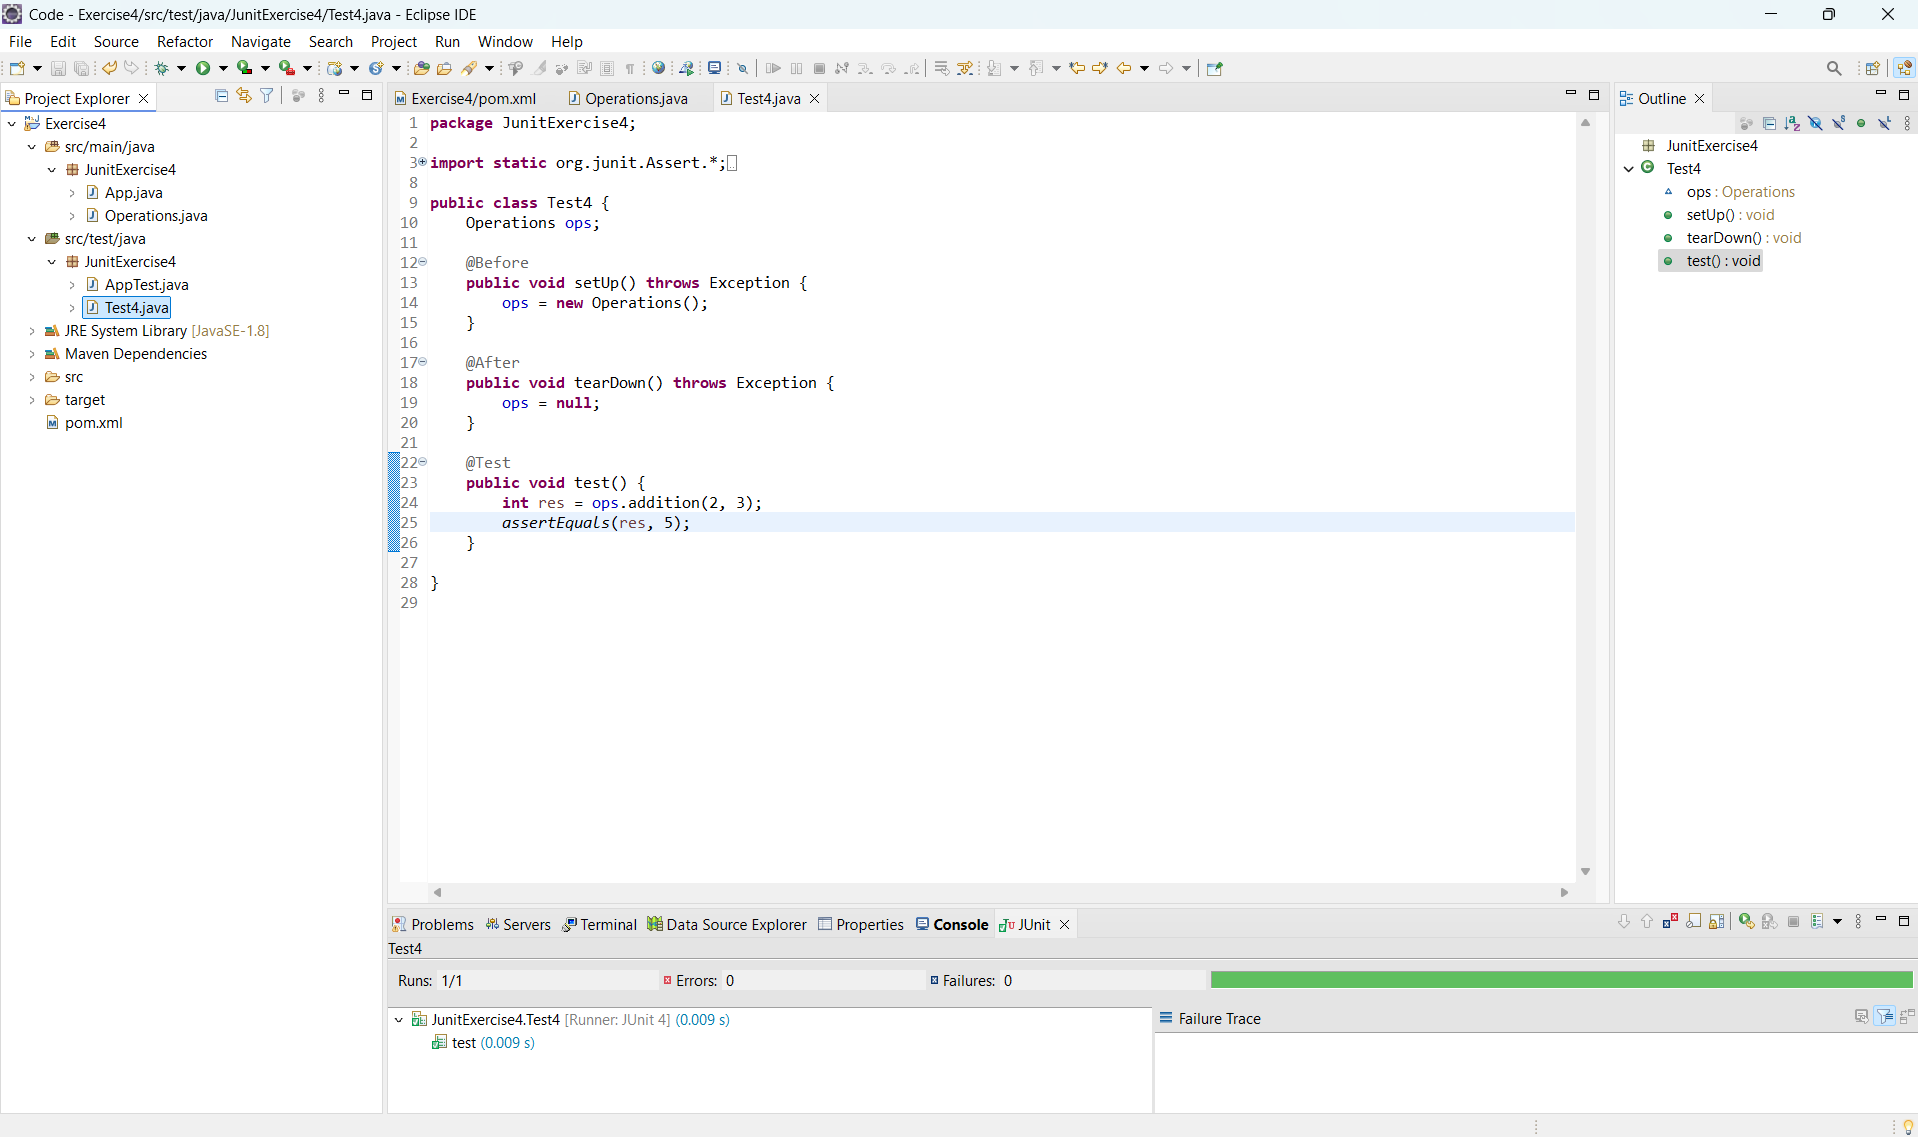 Code - Exercise4/src/test/java/JunitExercise4/Test4.java - Eclipse IDE
File Edit Source Refactor Navigate Search Project Run Window Help
Project Explorer
Exercise4
src/main/java
JunitExercise4
App.java
Operations.java
src/test/java
JunitExercise4
AppTest.java
Test4.java
JRE System Library [JavaSE-1.8]
Maven Dependencies
src
target
pom.xml
Exercise4/pom.xml Operations.java Test4.java
1 package JunitExercise4;
2
3 import static org.junit.Assert.*;
8
9 public class Test4 {
10 Operations ops;
11
12 @Before
13 public void setUp() throws Exception {
14 ops = new Operations();
15 }
16
17 @After
18 public void tearDown() throws Exception {
19 ops = null;
20 }
21
22 @Test
23 public void test() {
24 int res = ops.addition(2, 3);
25 assertEquals(res, 5);
26 }
27
28 }
29
Outline
JunitExercise4
Test4
ops : Operations
setUp() : void
tearDown() : void
test() : void
Problems Servers Terminal Data Source Explorer Properties Console JUnit
Test4
Runs: 1/1 Errors: 0 Failures: 0
JunitExercise4.Test4 [Runner: JUnit 4] (0.009 s)
test (0.009 s)
Failure Trace